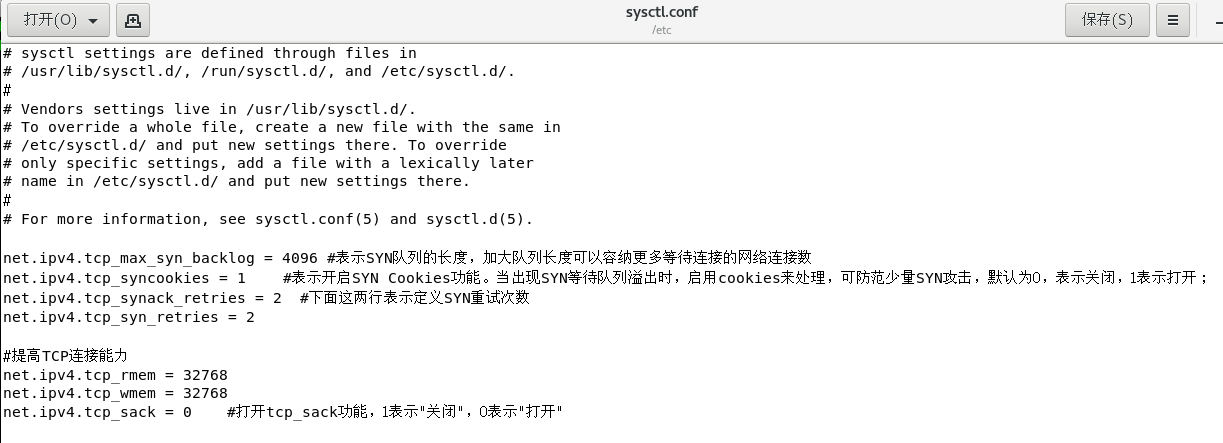 打开(O)
sysctl.conf
/etc
保存(S)
# sysctl settings are defined through files in
# /usr/lib/sysctl.d/, /run/sysctl.d/, and /etc/sysctl.d/.
#
# Vendors settings live in /usr/lib/sysctl.d/.
# To override a whole file, create a new file with the same in
# /etc/sysctl.d/ and put new settings there. To override
# only specific settings, add a file with a lexically later
# name in /etc/sysctl.d/ and put new settings there.
#
# For more information, see sysctl.conf(5) and sysctl.d(5).
net.ipv4.tcp_max_syn_backlog = 4096 #表示SYN队列的长度，加大队列长度可以容纳更多等待连接的网络连接数
net.ipv4.tcp_syncookies = 1    #表示开启SYN Cookies功能。当出现SYN等待队列溢出时，启用cookies来处理，可防范少量SYN攻击，默认为0，表示关闭，1表示打开；
net.ipv4.tcp_synack_retries = 2  #下面这两行表示定义SYN重试次数
net.ipv4.tcp_syn_retries = 2
#提高TCP连接能力
net.ipv4.tcp_rmem = 32768
net.ipv4.tcp_wmem = 32768
net.ipv4.tcp_sack = 0    #打开tcp_sack功能，1表示"关闭"，0表示"打开"